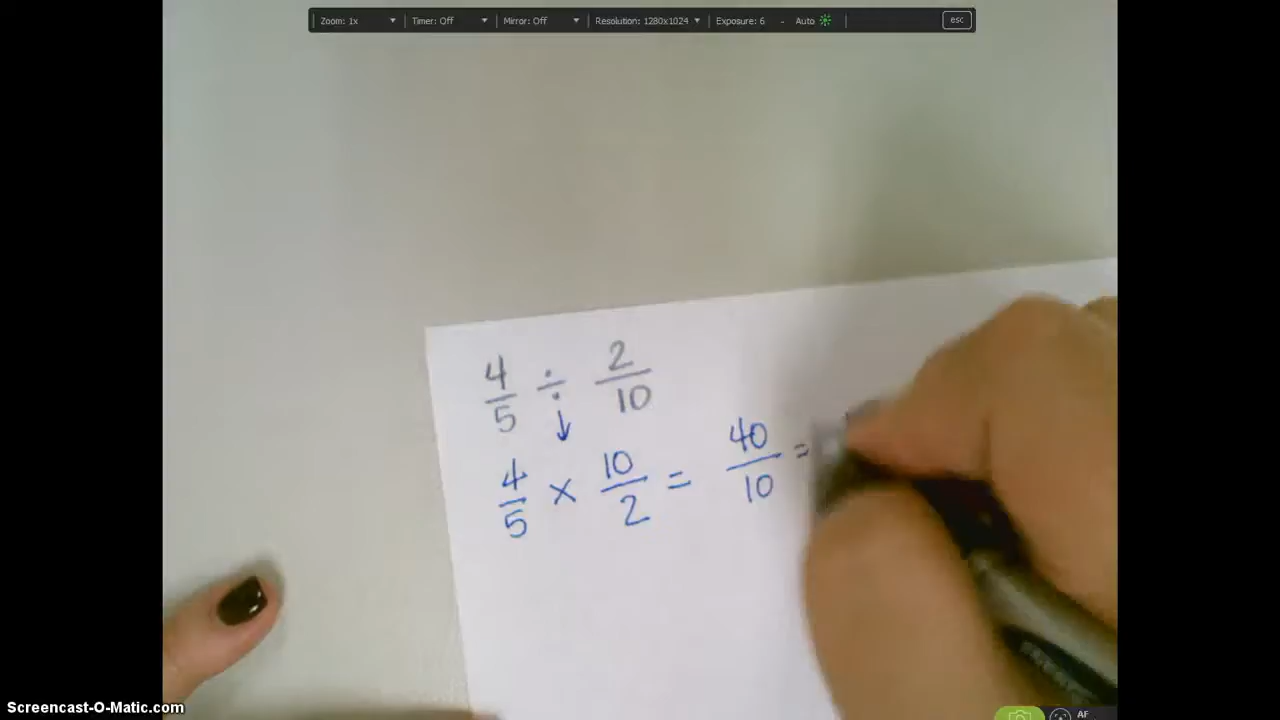 Zoom: 1x Timer: Off Mirror: Off Resolution: 1280x1024 Exposure: 6 - Auto esc
4/5 ÷ 2/10
↓
4/5 × 10/2 = 40/10 =
Screencast-O-Matic.com
AF